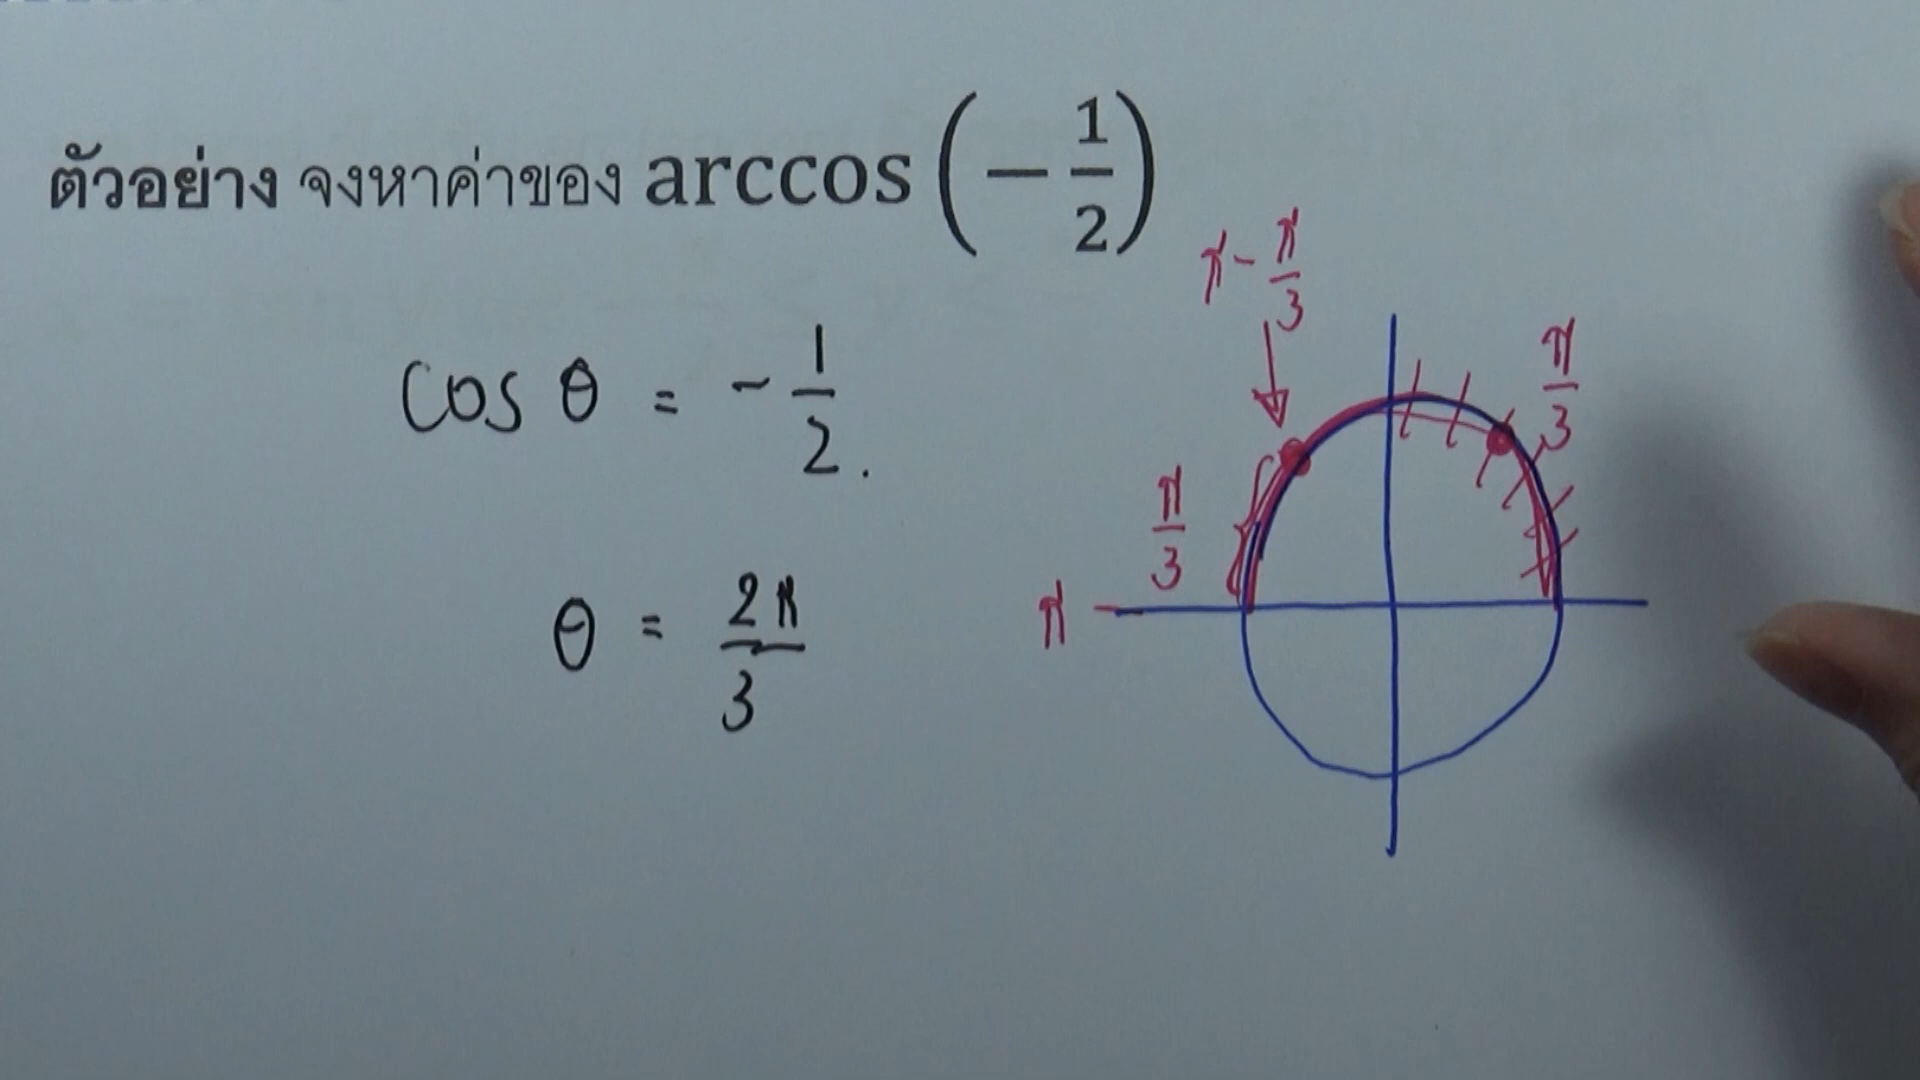 ตัวอย่าง จงหาค่าของ arccos (−1/2)
cos θ = -1/2.
θ = 2π/3
π - π/3
π/3
π/3
π